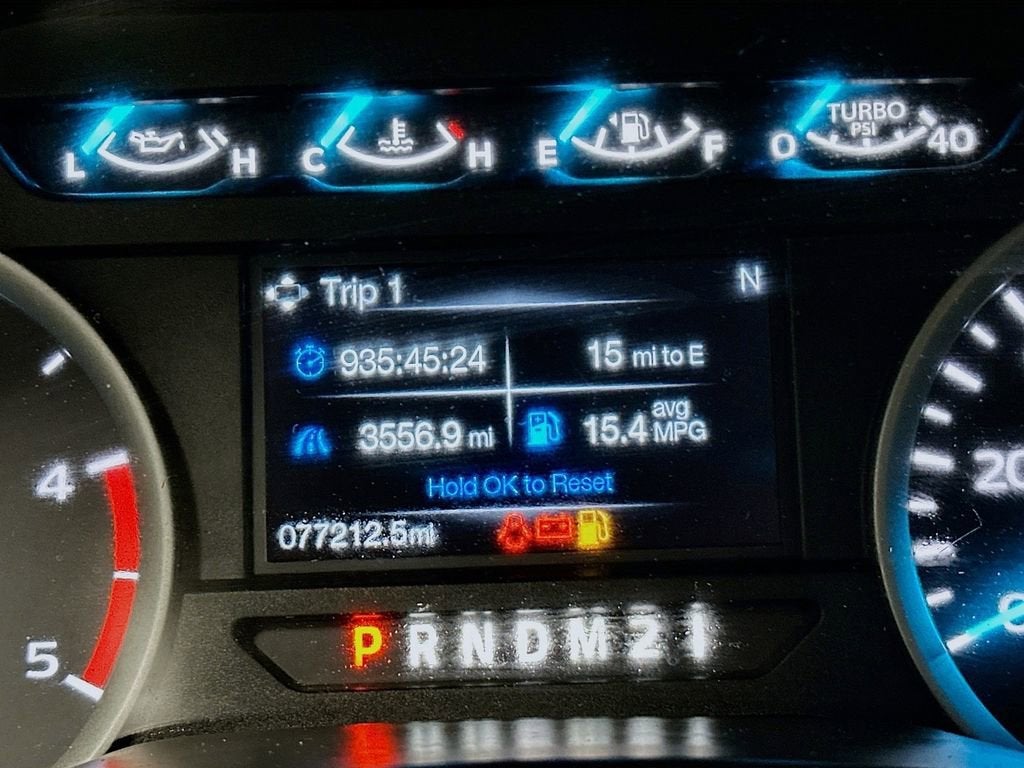 L H C H E F 0 TURBO PSI 40
Trip 1 N
935:45:24 15 mi to E
3556.9 mi 15.4 avg MPG
Hold OK to Reset
077212.5mi
P R N D M 2 1
4
5
20